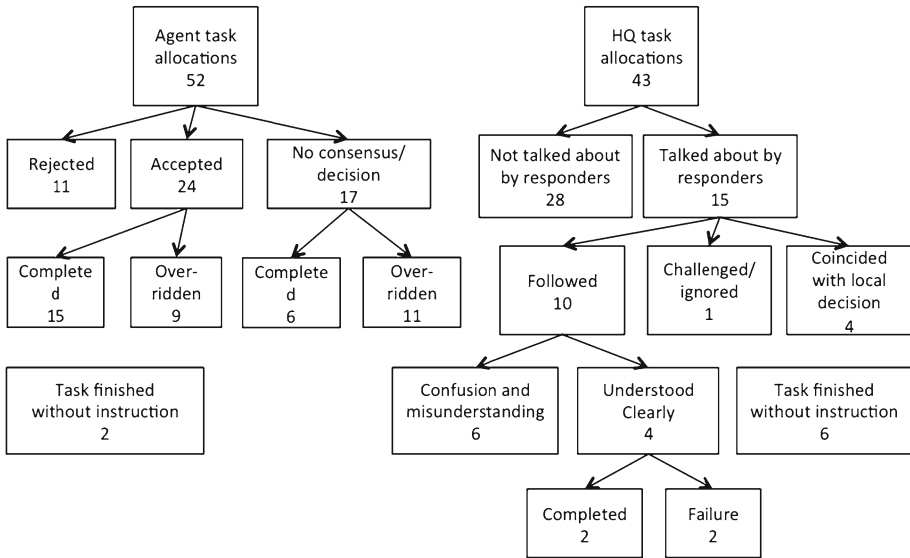 Agent task
allocations
52
HQ task
allocations
43
Rejected
11
Accepted
24
No consensus/
decision
17
Not talked about
by responders
28
Talked about by
responders
15
Complete
d
15
Over-
ridden
9
Complete
d
6
Over-
ridden
11
Followed
10
Challenged/
ignored
1
Coincided
with local
decision
4
Task finished
without instruction
2
Confusion and
misunderstanding
6
Understood
Clearly
4
Task finished
without instruction
6
Completed
2
Failure
2